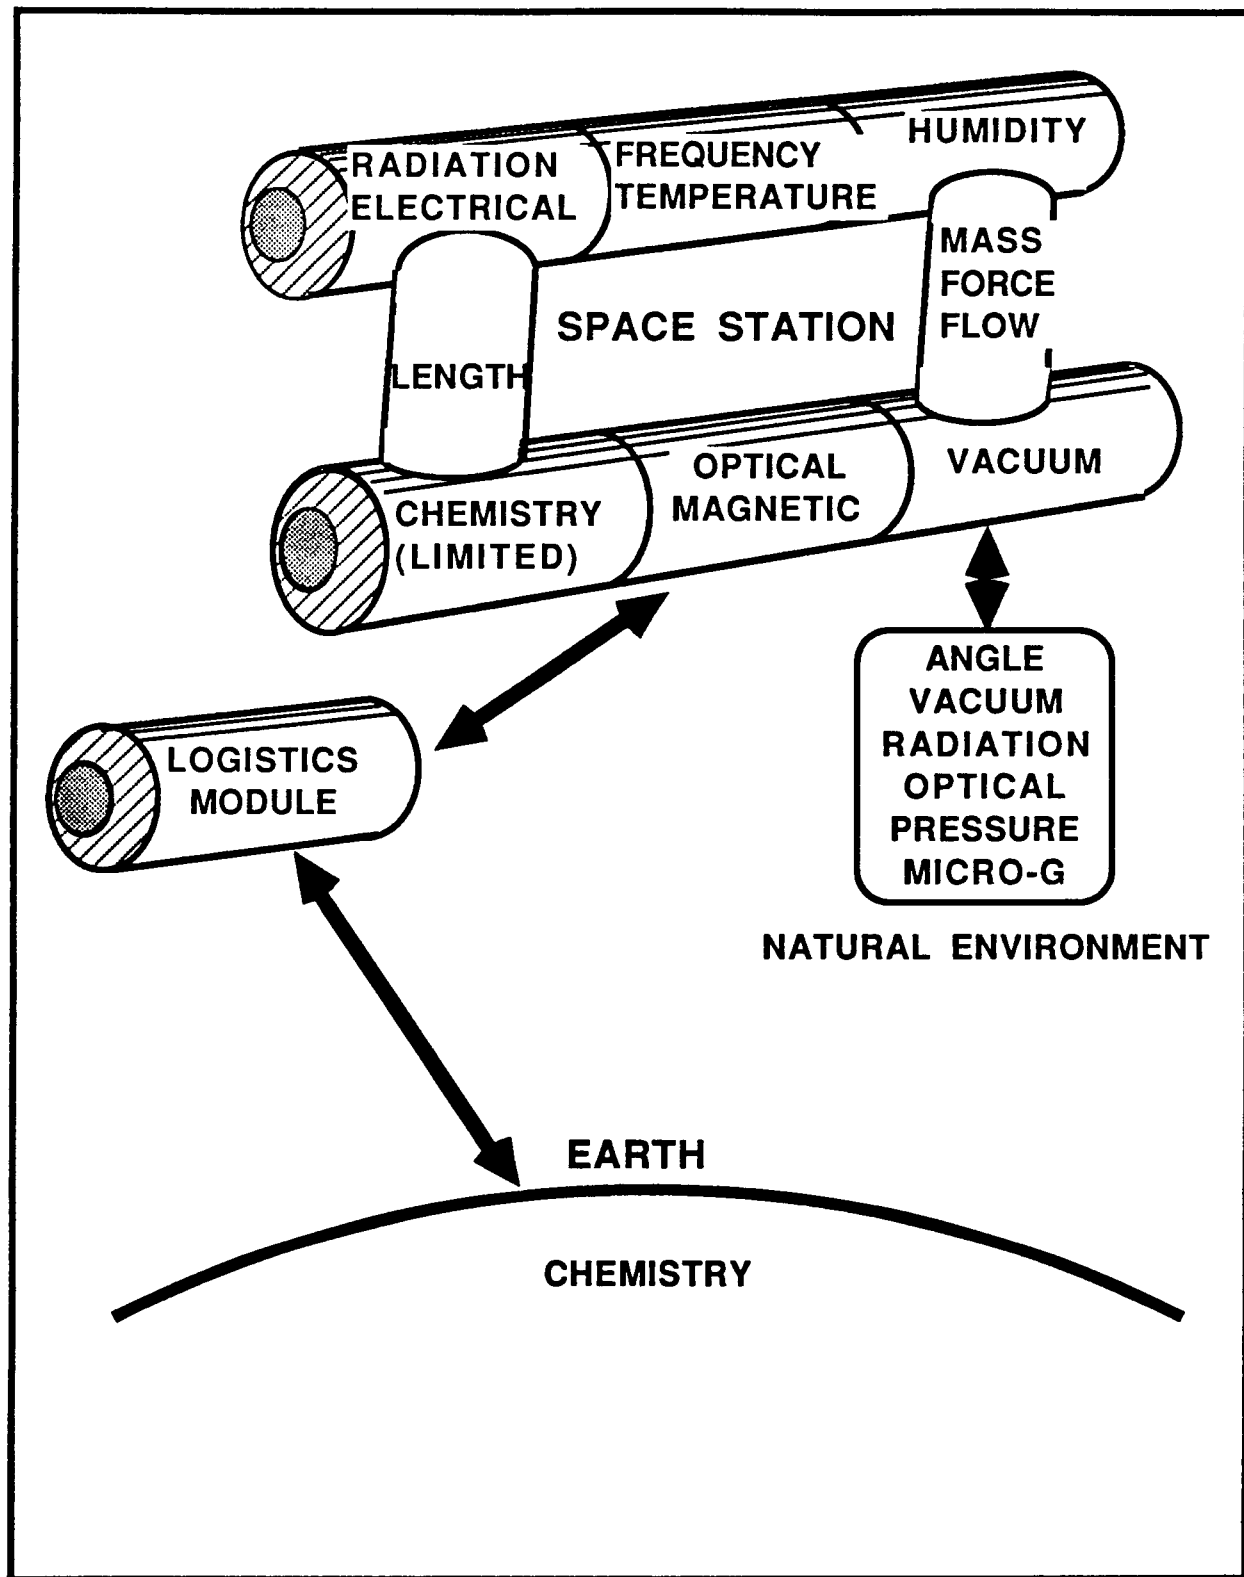 RADIATION
ELECTRICAL
FREQUENCY
TEMPERATURE
HUMIDITY
MASS
FORCE
FLOW
SPACE STATION
LENGTH
CHEMISTRY
(LIMITED)
OPTICAL
MAGNETIC
VACUUM
ANGLE
VACUUM
RADIATION
OPTICAL
PRESSURE
MICRO-G
NATURAL ENVIRONMENT
LOGISTICS
MODULE
EARTH
CHEMISTRY